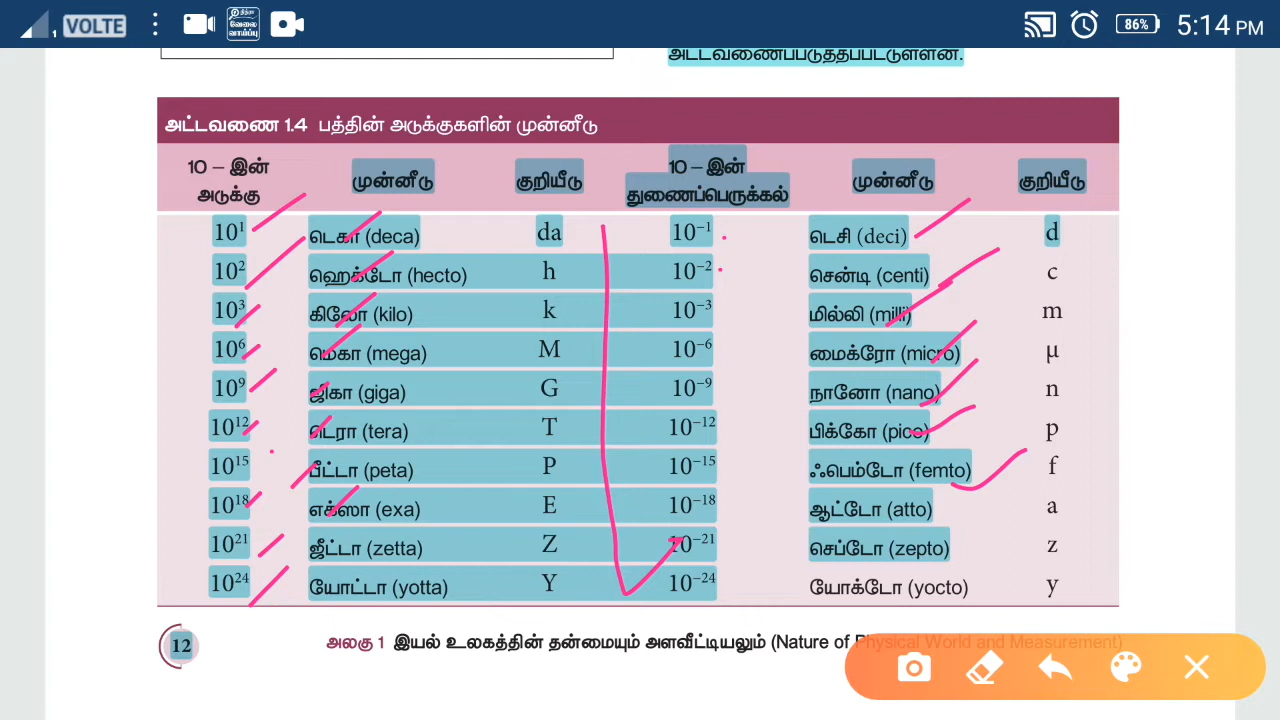 1 VOLTE 86% 5:14 PM
வேலை வாய்ப்பு
அட்டவணைப்படுத்தப்பட்டுள்ளன.
அட்டவணை 1.4 பத்தின் அடுக்குகளின் முன்னீடு
10 – இன் அடுக்கு முன்னீடு குறியீடு 10 – இன் துணைப்பெருக்கல் முன்னீடு குறியீடு
10¹ டெகா (deca) da 10⁻¹ டெசி (deci) d
10² ஹெக்டோ (hecto) h 10⁻² சென்டி (centi) c
10³ கிலோ (kilo) k 10⁻³ மில்லி (milli) m
10⁶ மெகா (mega) M 10⁻⁶ மைக்ரோ (micro) μ
10⁹ ஜிகா (giga) G 10⁻⁹ நானோ (nano) n
10¹² டெரா (tera) T 10⁻¹² பிக்கோ (pico) p
10¹⁵ பீட்டா (peta) P 10⁻¹⁵ ஃபெம்டோ (femto) f
10¹⁸ எக்ஸா (exa) E 10⁻¹⁸ ஆட்டோ (atto) a
10²¹ ஜீட்டா (zetta) Z 10⁻²¹ செப்டோ (zepto) z
10²⁴ யோட்டா (yotta) Y 10⁻²⁴ யோக்டோ (yocto) y
12 அலகு 1 இயல் உலகத்தின் தன்மையும் அளவீட்டியலும் (Nature of Physical World and Measurement)